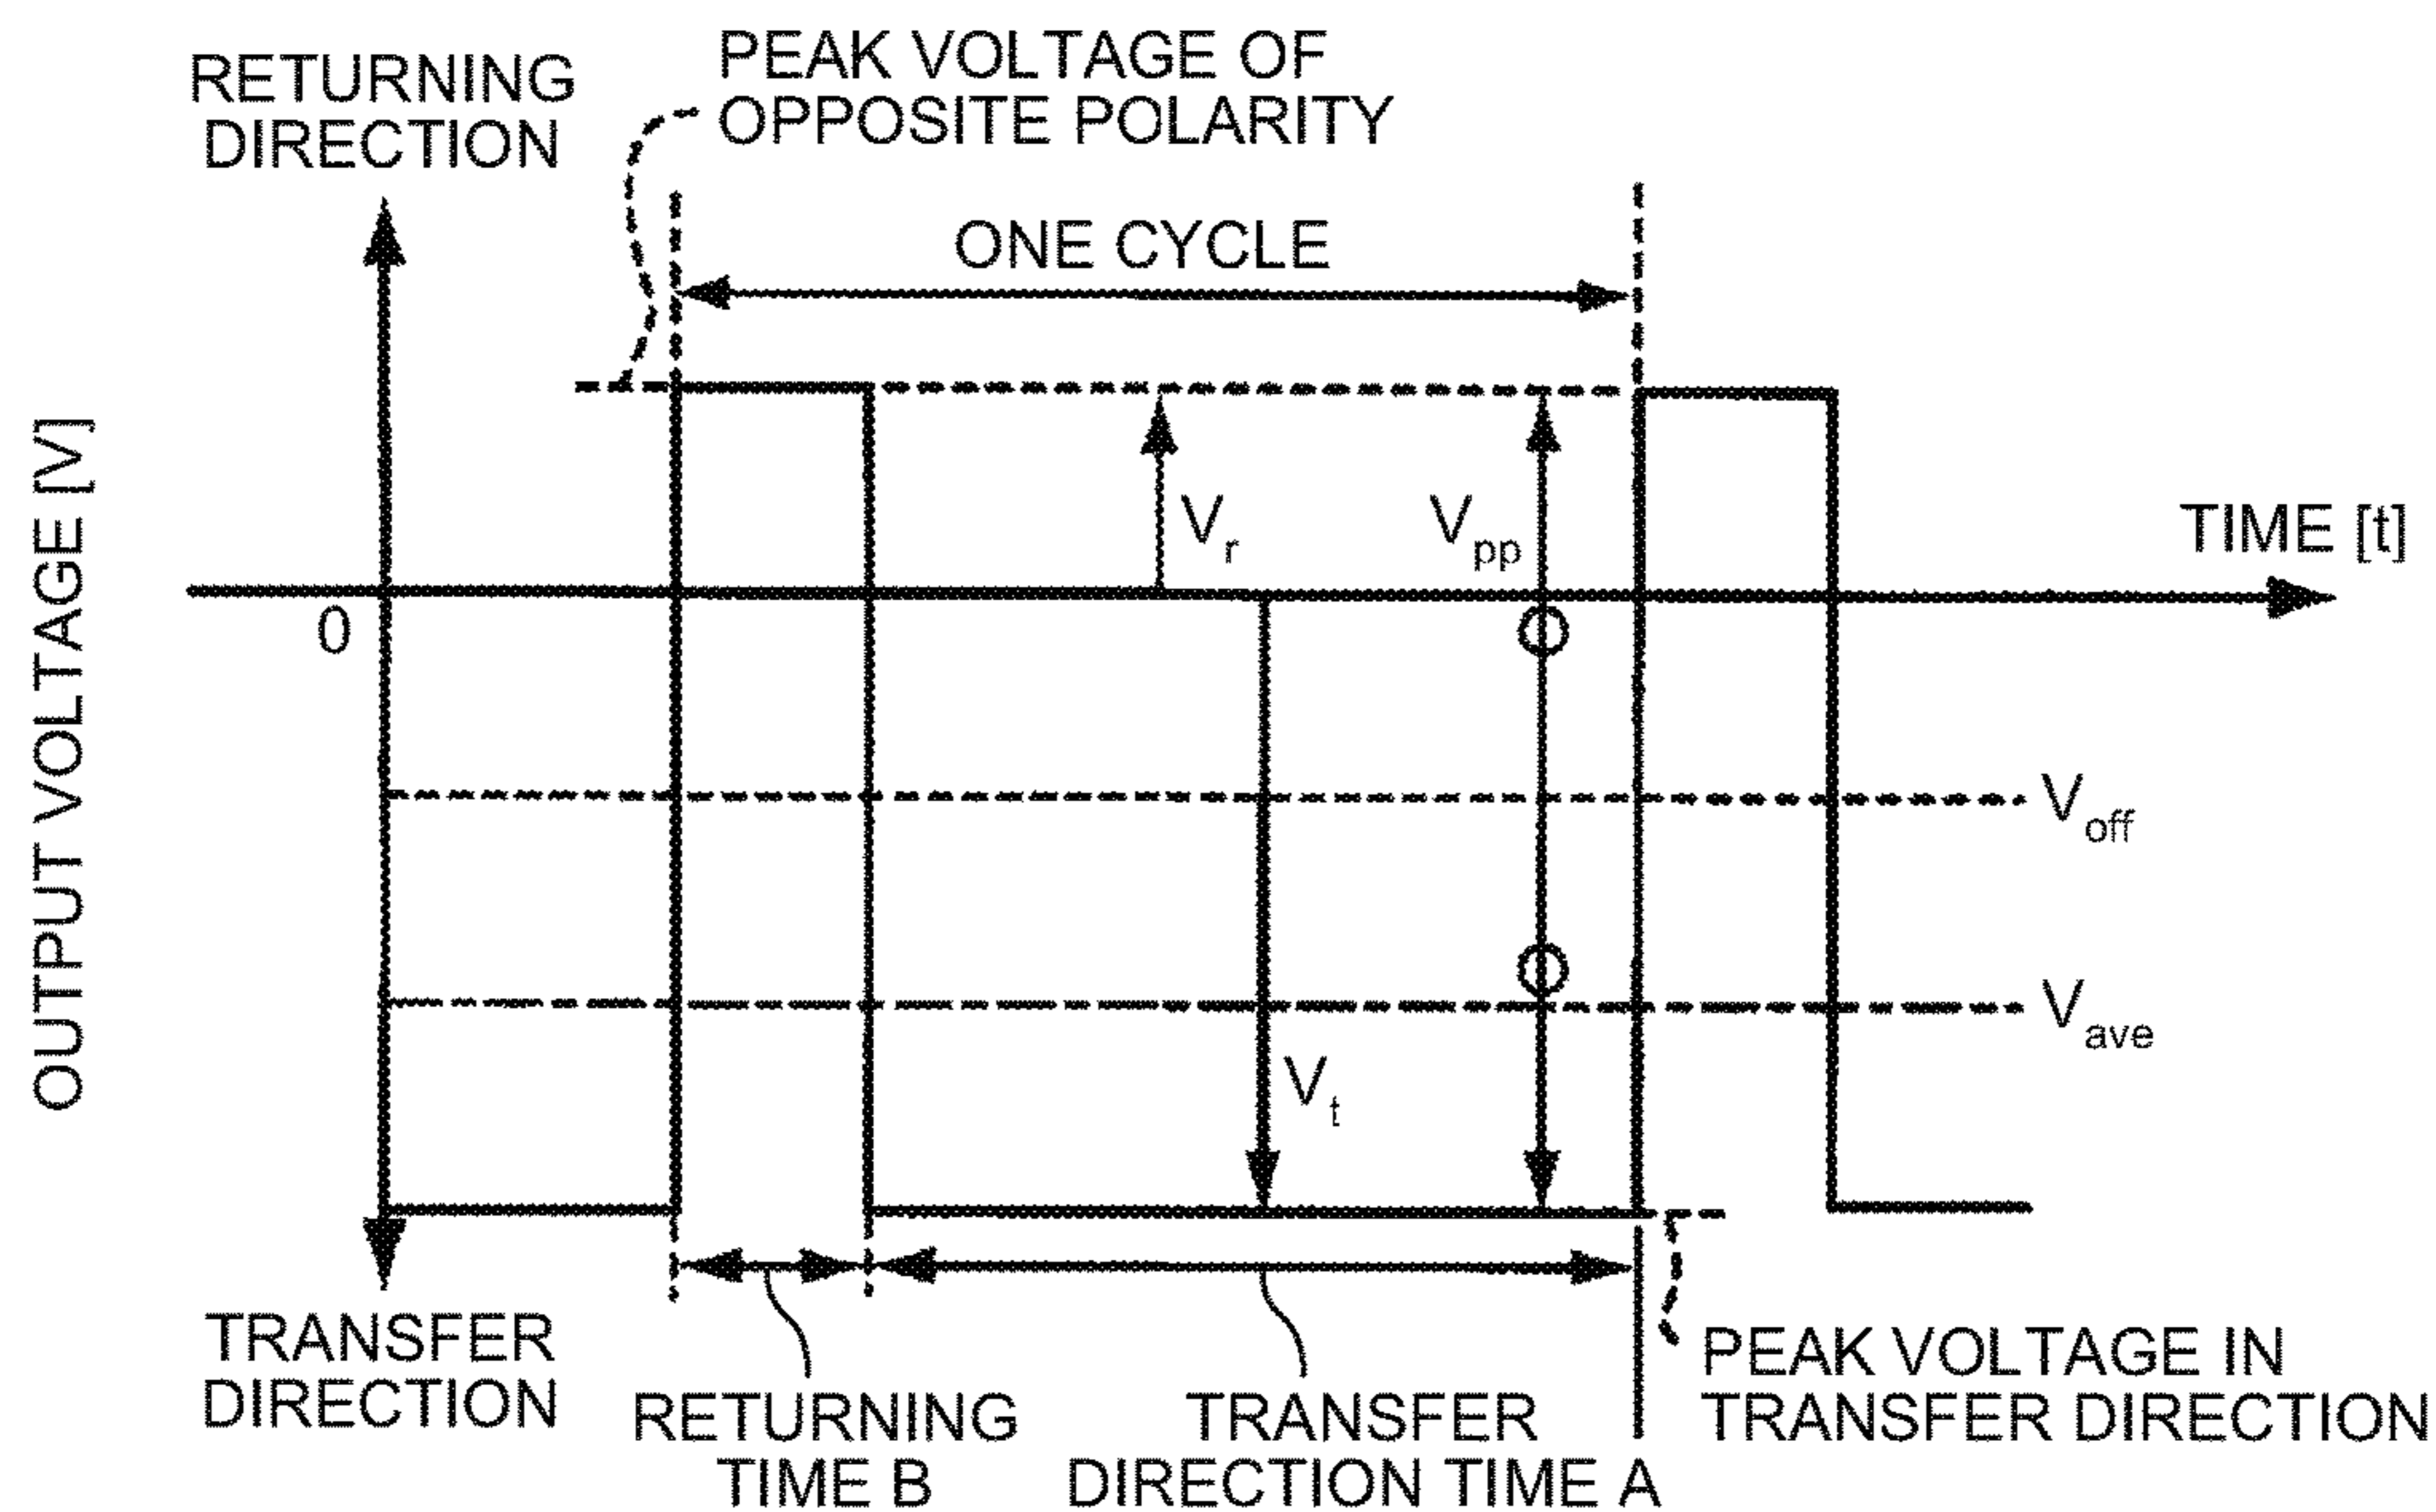 PEAK VOLTAGE OF
OPPOSITE POLARITY
RETURNING
DIRECTION
ONE CYCLE
OUTPUT VOLTAGE [V]
Vr
Vpp
TIME [t]
0
Voff
Vave
Vt
TRANSFER
DIRECTION
RETURNING
TIME B
TRANSFER
DIRECTION TIME A
PEAK VOLTAGE IN
TRANSFER DIRECTION